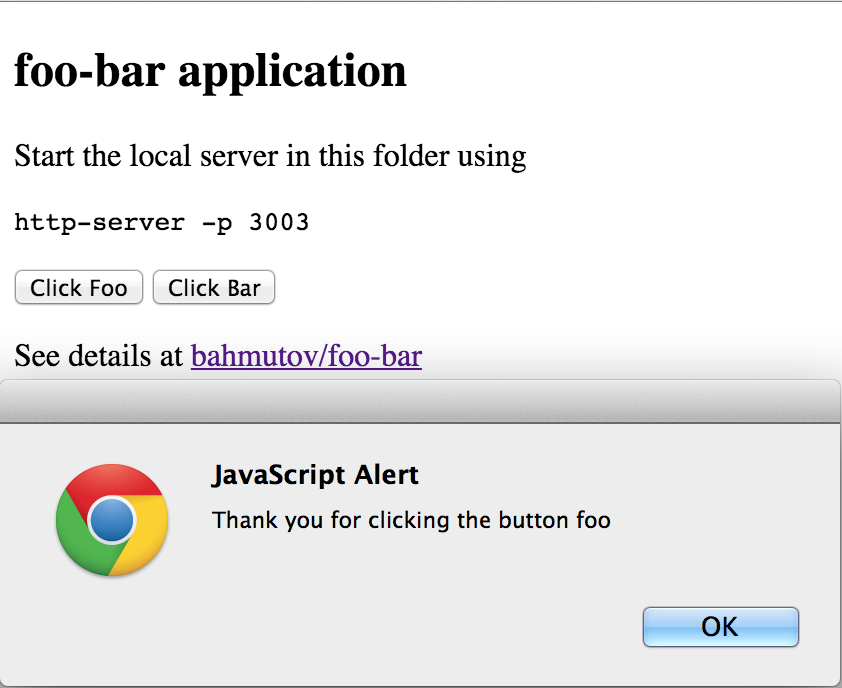 foo-bar application
Start the local server in this folder using
http-server -p 3003
Click Foo Click Bar
See details at bahmutov/foo-bar
JavaScript Alert
Thank you for clicking the button foo
OK